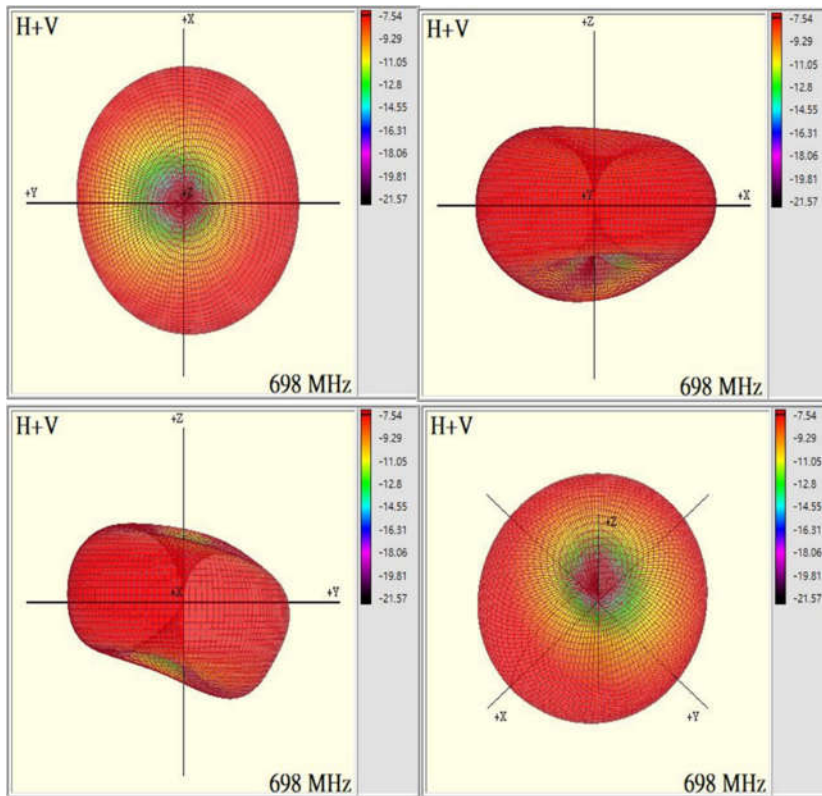 H+V
+X
+Y
+Z
698 MHz
-7.54
-9.29
-11.05
-12.8
-14.55
-16.31
-18.06
-19.81
-21.57
H+V
+Z
+Y
+X
698 MHz
-7.54
-9.29
-11.05
-12.8
-14.55
-16.31
-18.06
-19.81
-21.57
H+V
+Z
+X
+Y
698 MHz
-7.54
-9.29
-11.05
-12.8
-14.55
-16.31
-18.06
-19.81
-21.57
H+V
+Z
+X
+Y
698 MHz
-7.54
-9.29
-11.05
-12.8
-14.55
-16.31
-18.06
-19.81
-21.57